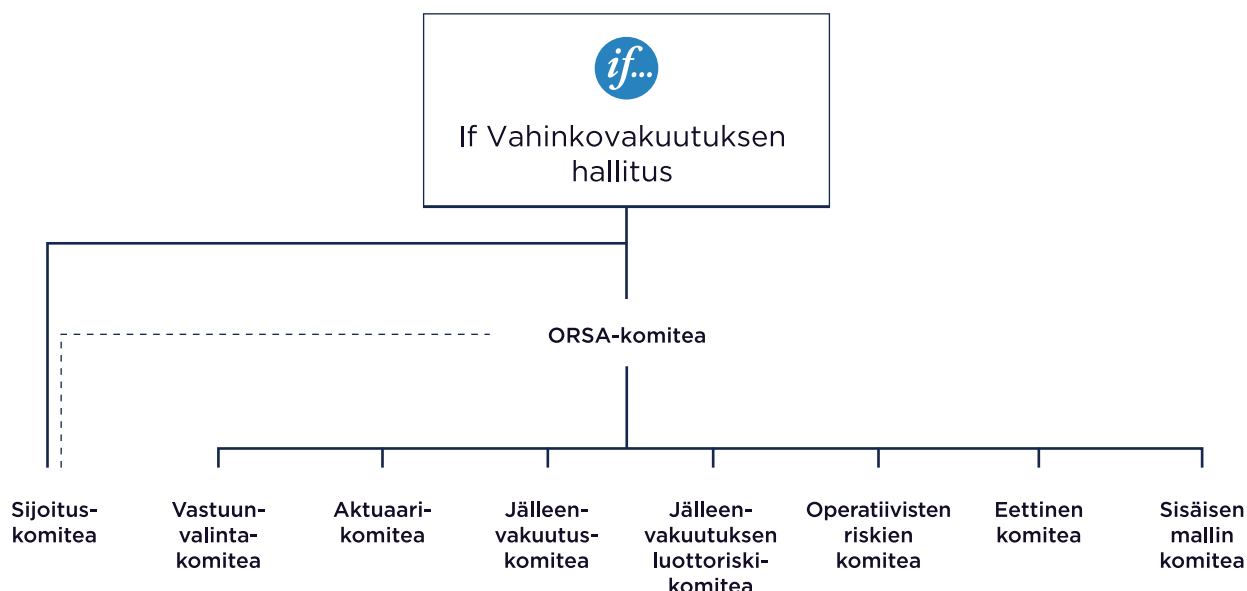 if...
If Vahinkovakuutuksen
hallitus
ORSA-komitea
Sijoitus-
komitea
Vastuun-
valinta-
komitea
Aktuaari-
komitea
Jälleen-
vakuutus-
komitea
Jälleen-
vakuutuksen
luottoriski-
komitea
Operatiivisten
riskien
komitea
Eettinen
komitea
Sisäisen
mallin
komitea